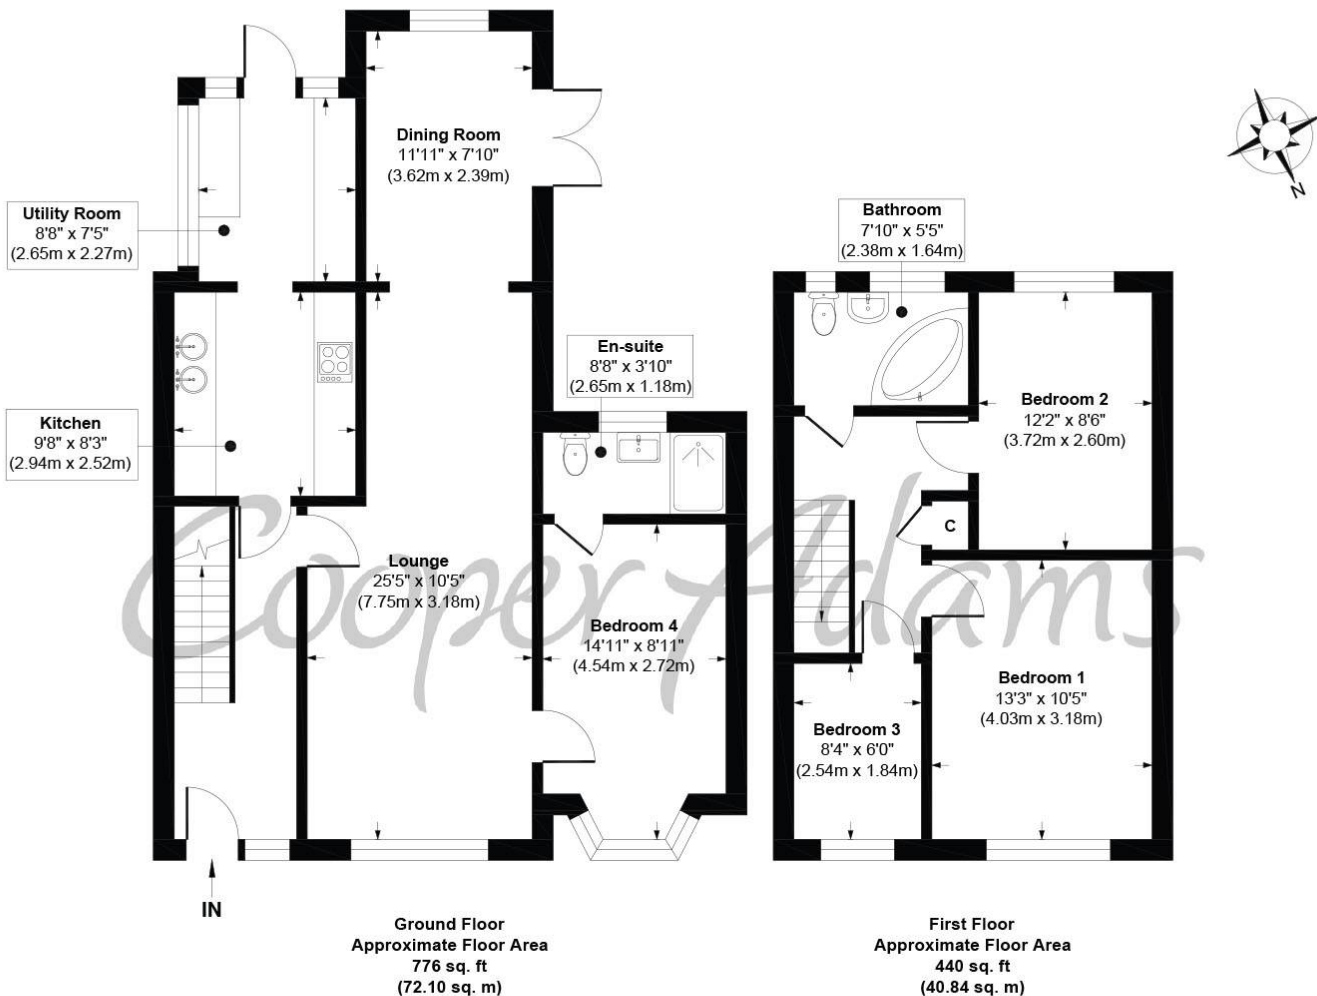 Dining Room
11'11" x 7'10"
(3.62m x 2.39m)
Utility Room
8'8" x 7'5"
(2.65m x 2.27m)
Kitchen
9'8" x 8'3"
(2.94m x 2.52m)
En-suite
8'8" x 3'10"
(2.65m x 1.18m)
Lounge
25'5" x 10'5"
(7.75m x 3.18m)
Bedroom 4
14'11" x 8'11"
(4.54m x 2.72m)
IN
Ground Floor
Approximate Floor Area
776 sq. ft
(72.10 sq. m)
N
Bathroom
7'10" x 5'5"
(2.38m x 1.64m)
Bedroom 2
12'2" x 8'6"
(3.72m x 2.60m)
C
Bedroom 1
13'3" x 10'5"
(4.03m x 3.18m)
Bedroom 3
8'4" x 6'0"
(2.54m x 1.84m)
First Floor
Approximate Floor Area
440 sq. ft
(40.84 sq. m)
Cooper Adams